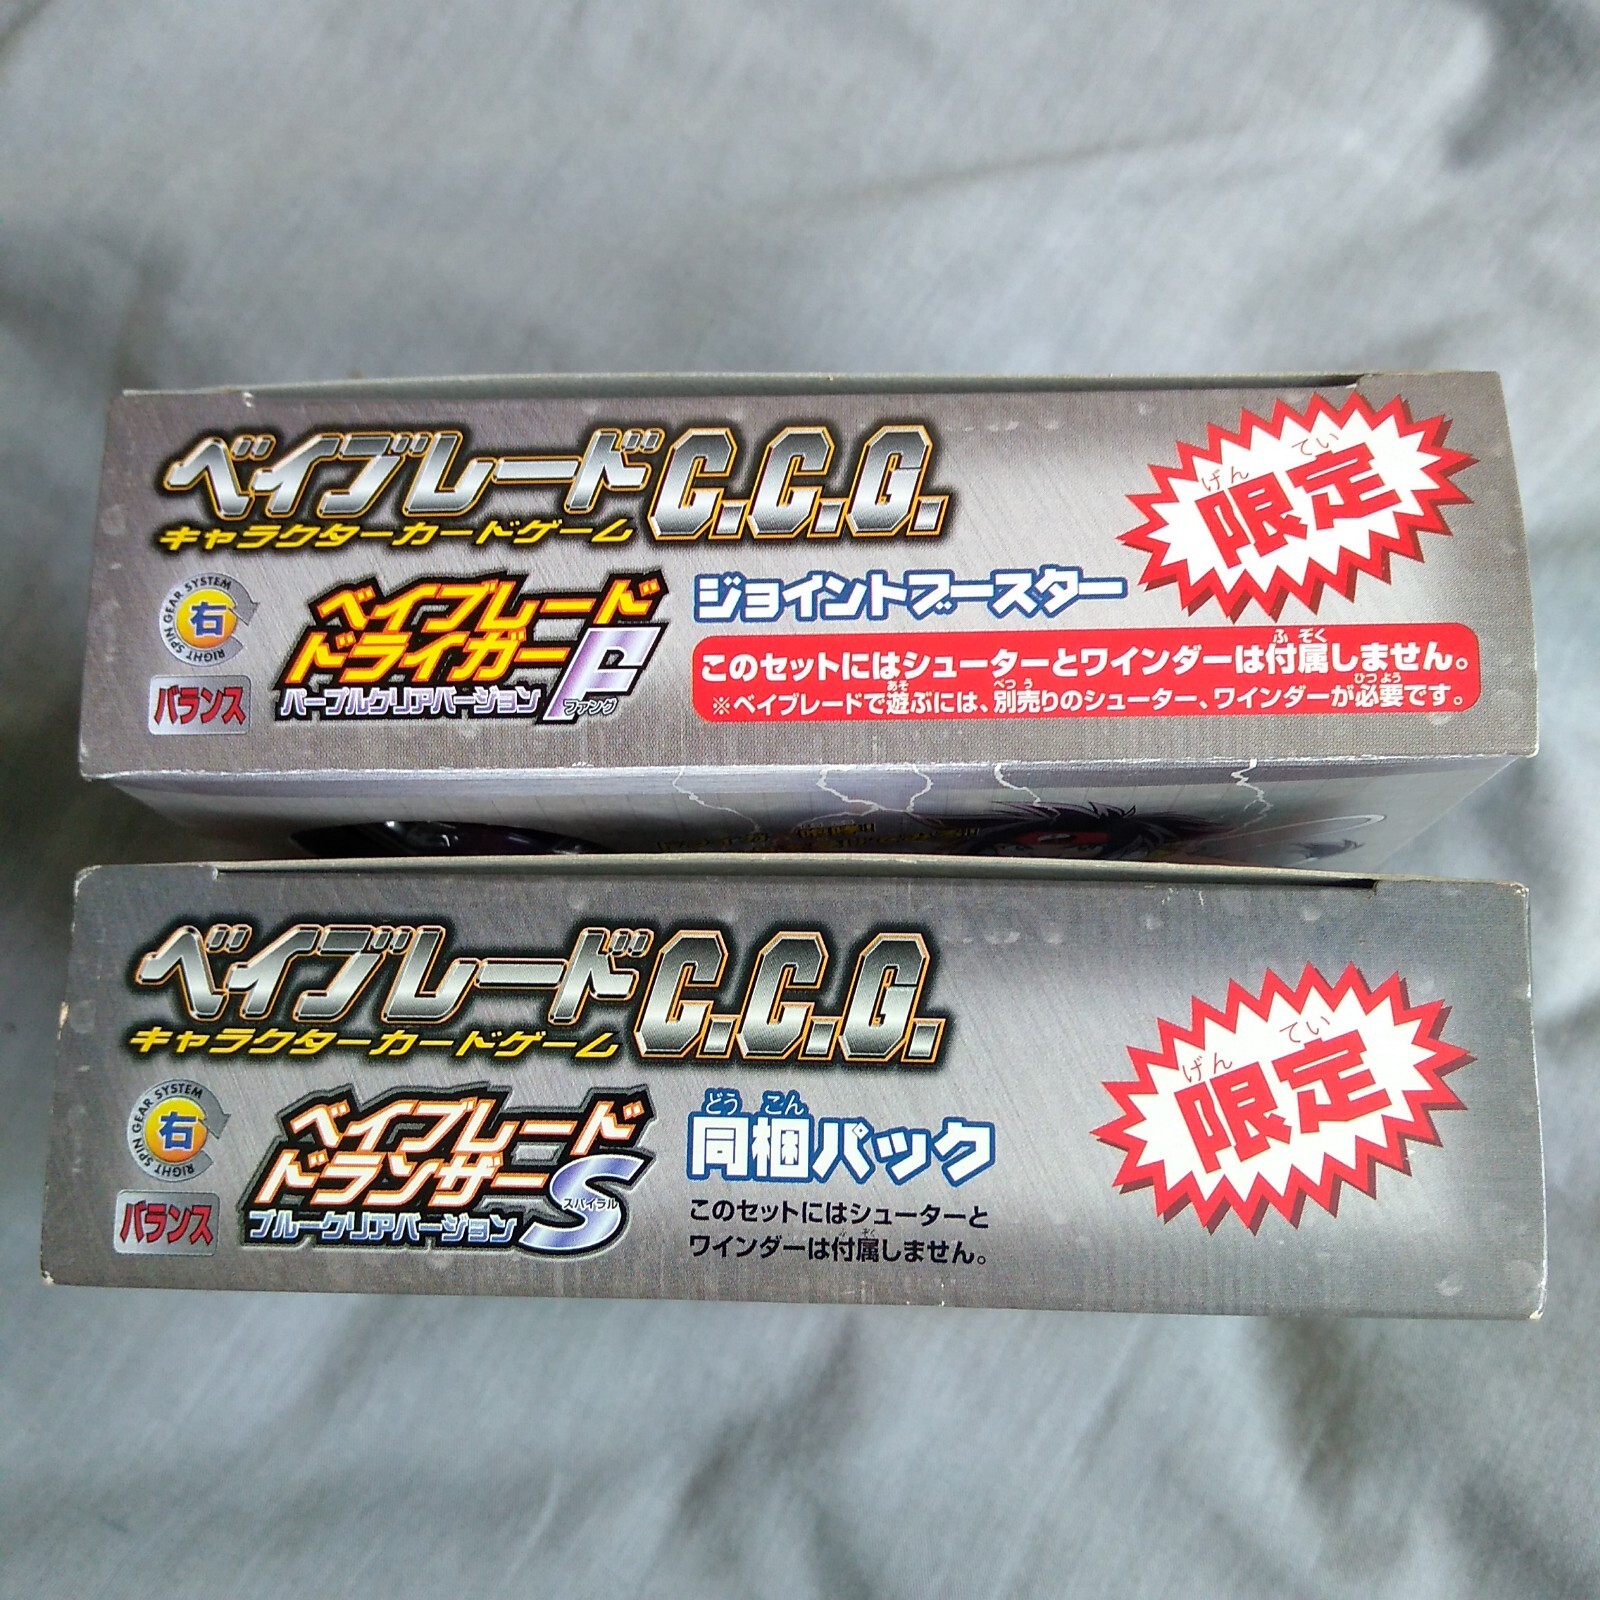 ベイブレードC.C.G.
キャラクターカードゲーム
げんてい
限定
RIGHT SPIN GEAR SYSTEM
右
バランス
ベイブレード
ドライガーF
ファング
パープルクリアバージョン
ジョイントブースター
このセットにはシューターとワインダーは付属しません。
ふぞく
※ベイブレードで遊ぶには、別売りのシューター、ワインダーが必要です。
あそ べつう ひつよう
ベイブレードC.C.G.
キャラクターカードゲーム
げんてい
限定
RIGHT SPIN GEAR SYSTEM
右
バランス
ベイブレード
ドランザーS
スパイラル
ブルークリアバージョン
どうこん
同梱パック
このセットにはシューターと
ワインダーは付属しません。
ぞく